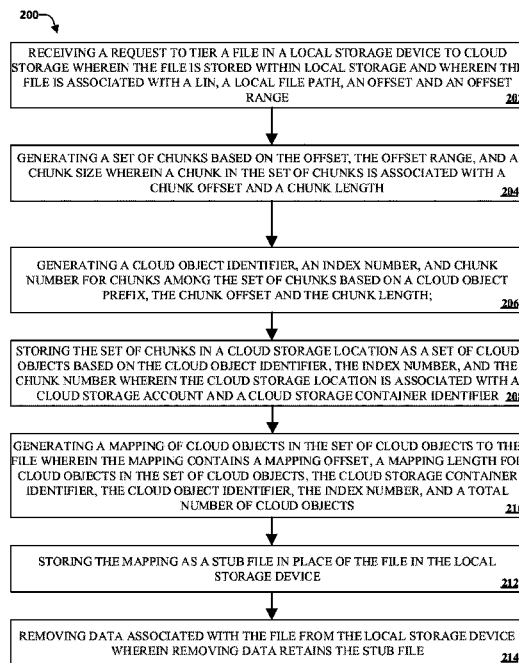 200
RECEIVING A REQUEST TO TIER A FILE IN A LOCAL STORAGE DEVICE TO CLOUD
STORAGE WHEREIN THE FILE IS STORED WITHIN LOCAL STORAGE AND WHEREIN THE
FILE IS ASSOCIATED WITH A LIN, A LOCAL FILE PATH, AN OFFSET AND AN OFFSET
RANGE
202
GENERATING A SET OF CHUNKS BASED ON THE OFFSET, THE OFFSET RANGE, AND A
CHUNK SIZE WHEREIN A CHUNK IN THE SET OF CHUNKS IS ASSOCIATED WITH A
CHUNK OFFSET AND A CHUNK LENGTH
204
GENERATING A CLOUD OBJECT IDENTIFIER, AN INDEX NUMBER, AND CHUNK
NUMBER FOR CHUNKS AMONG THE SET OF CHUNKS BASED ON A CLOUD OBJECT
PREFIX, THE CHUNK OFFSET AND THE CHUNK LENGTH;
206
STORING THE SET OF CHUNKS IN A CLOUD STORAGE LOCATION AS A SET OF CLOUD
OBJECTS BASED ON THE CLOUD OBJECT IDENTIFIER, THE INDEX NUMBER, AND THE
CHUNK NUMBER WHEREIN THE CLOUD STORAGE LOCATION IS ASSOCIATED WITH A
CLOUD STORAGE ACCOUNT AND A CLOUD STORAGE CONTAINER IDENTIFIER 208
GENERATING A MAPPING OF CLOUD OBJECTS IN THE SET OF CLOUD OBJECTS TO THE
FILE WHEREIN THE MAPPING CONTAINS A MAPPING OFFSET, A MAPPING LENGTH FOR
CLOUD OBJECTS IN THE SET OF CLOUD OBJECTS, THE CLOUD STORAGE CONTAINER
IDENTIFIER, THE CLOUD OBJECT IDENTIFIER, THE INDEX NUMBER, AND A TOTAL
NUMBER OF CLOUD OBJECTS
210
STORING THE MAPPING AS A STUB FILE IN PLACE OF THE FILE IN THE LOCAL
STORAGE DEVICE
212
REMOVING DATA ASSOCIATED WITH THE FILE FROM THE LOCAL STORAGE DEVICE
WHEREIN REMOVING DATA RETAINS THE STUB FILE
214